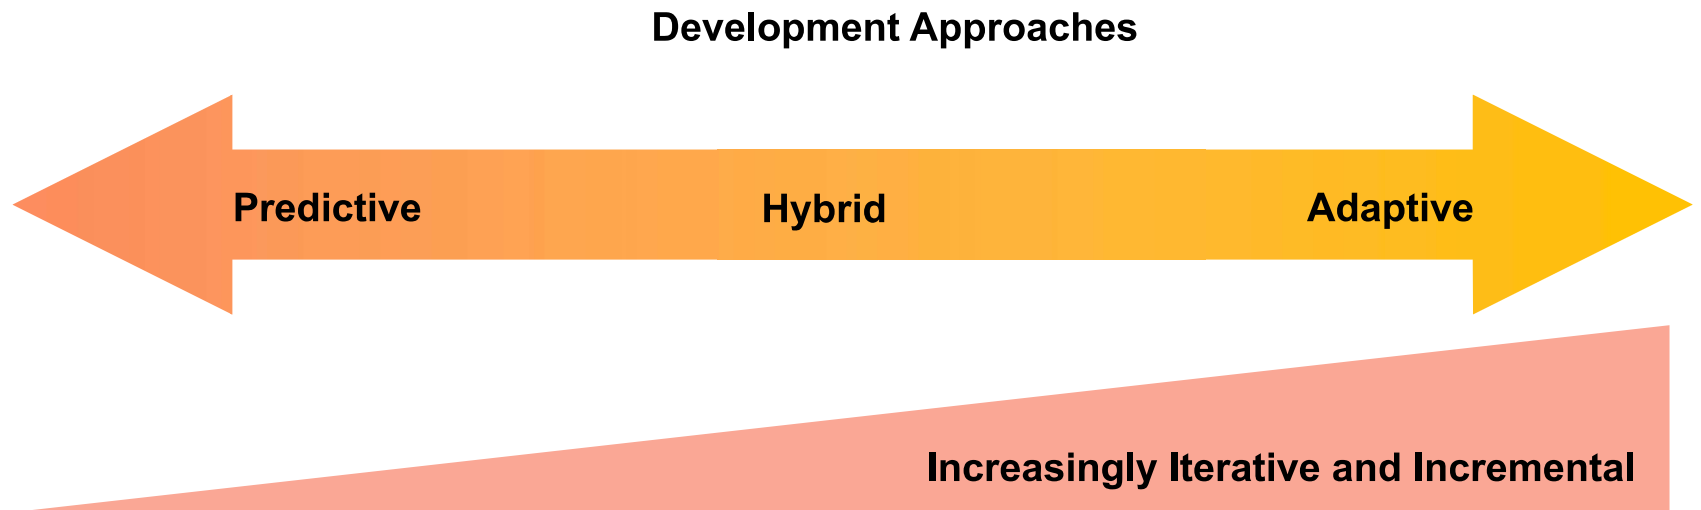 Development Approaches
Predictive
Hybrid
Adaptive
Increasingly Iterative and Incremental